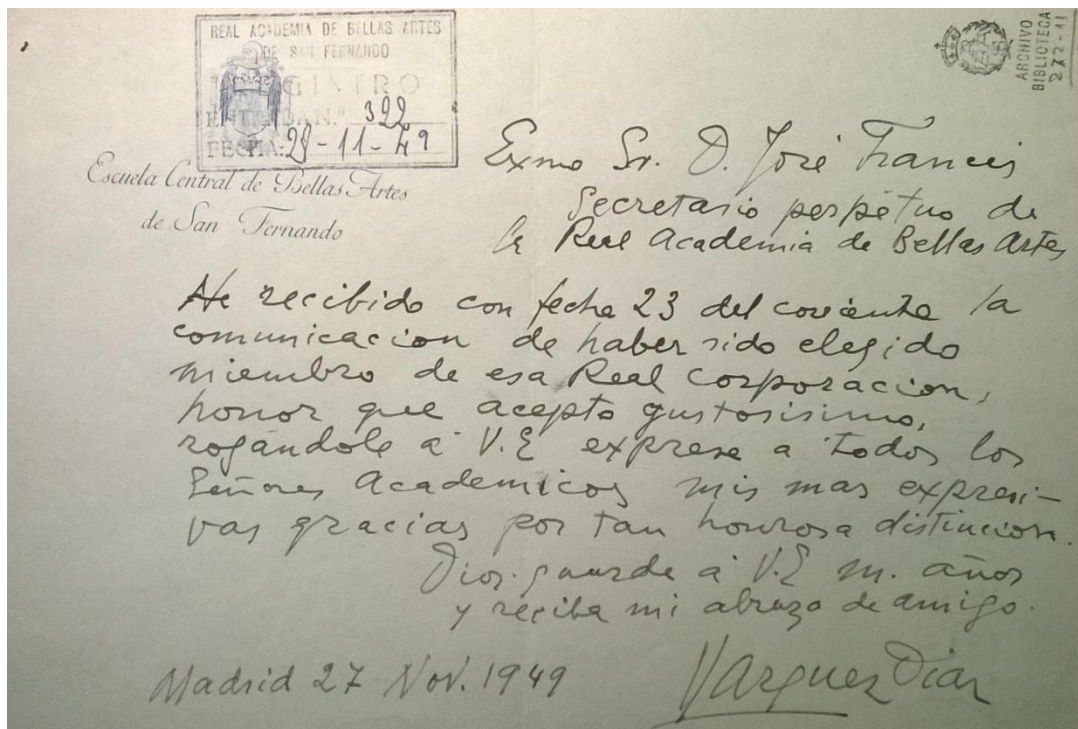 REAL ACADEMIA DE BELLAS ARTES
DE SAN FERNANDO
REGISTRO
ENTRADA N.º 322
FECHA: 29-11-49
ARCHIVO
BIBLIOTECA
272-11
Escuela Central de Bellas Artes
de San Fernando
Exmo Sr. D. José Francés
Secretario perpétuo de
la Real Academia de Bellas Artes
He recibido con fecha 23 del corriente la
comunicacion de haber sido elegido
miembro de esa Real Corporacion,
honor que acepto gustosisimo,
rogándole á V.E exprese a todos los
Señores Academicos mis mas expresi-
vas gracias por tan honrosa distincion.
Dios guarde á V.E m. años
y reciba mi abrazo de amigo.
Madrid 27 Nov. 1949
Vazquez Diaz